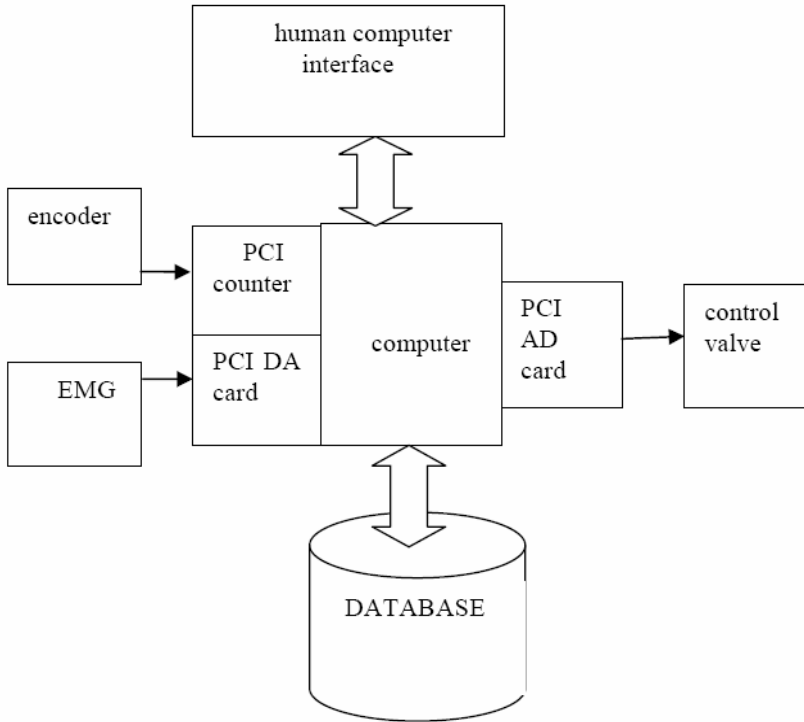 human computer
interface
encoder
PCI
counter
PCI DA
card
EMG
computer
PCI
AD
card
control
valve
DATABASE